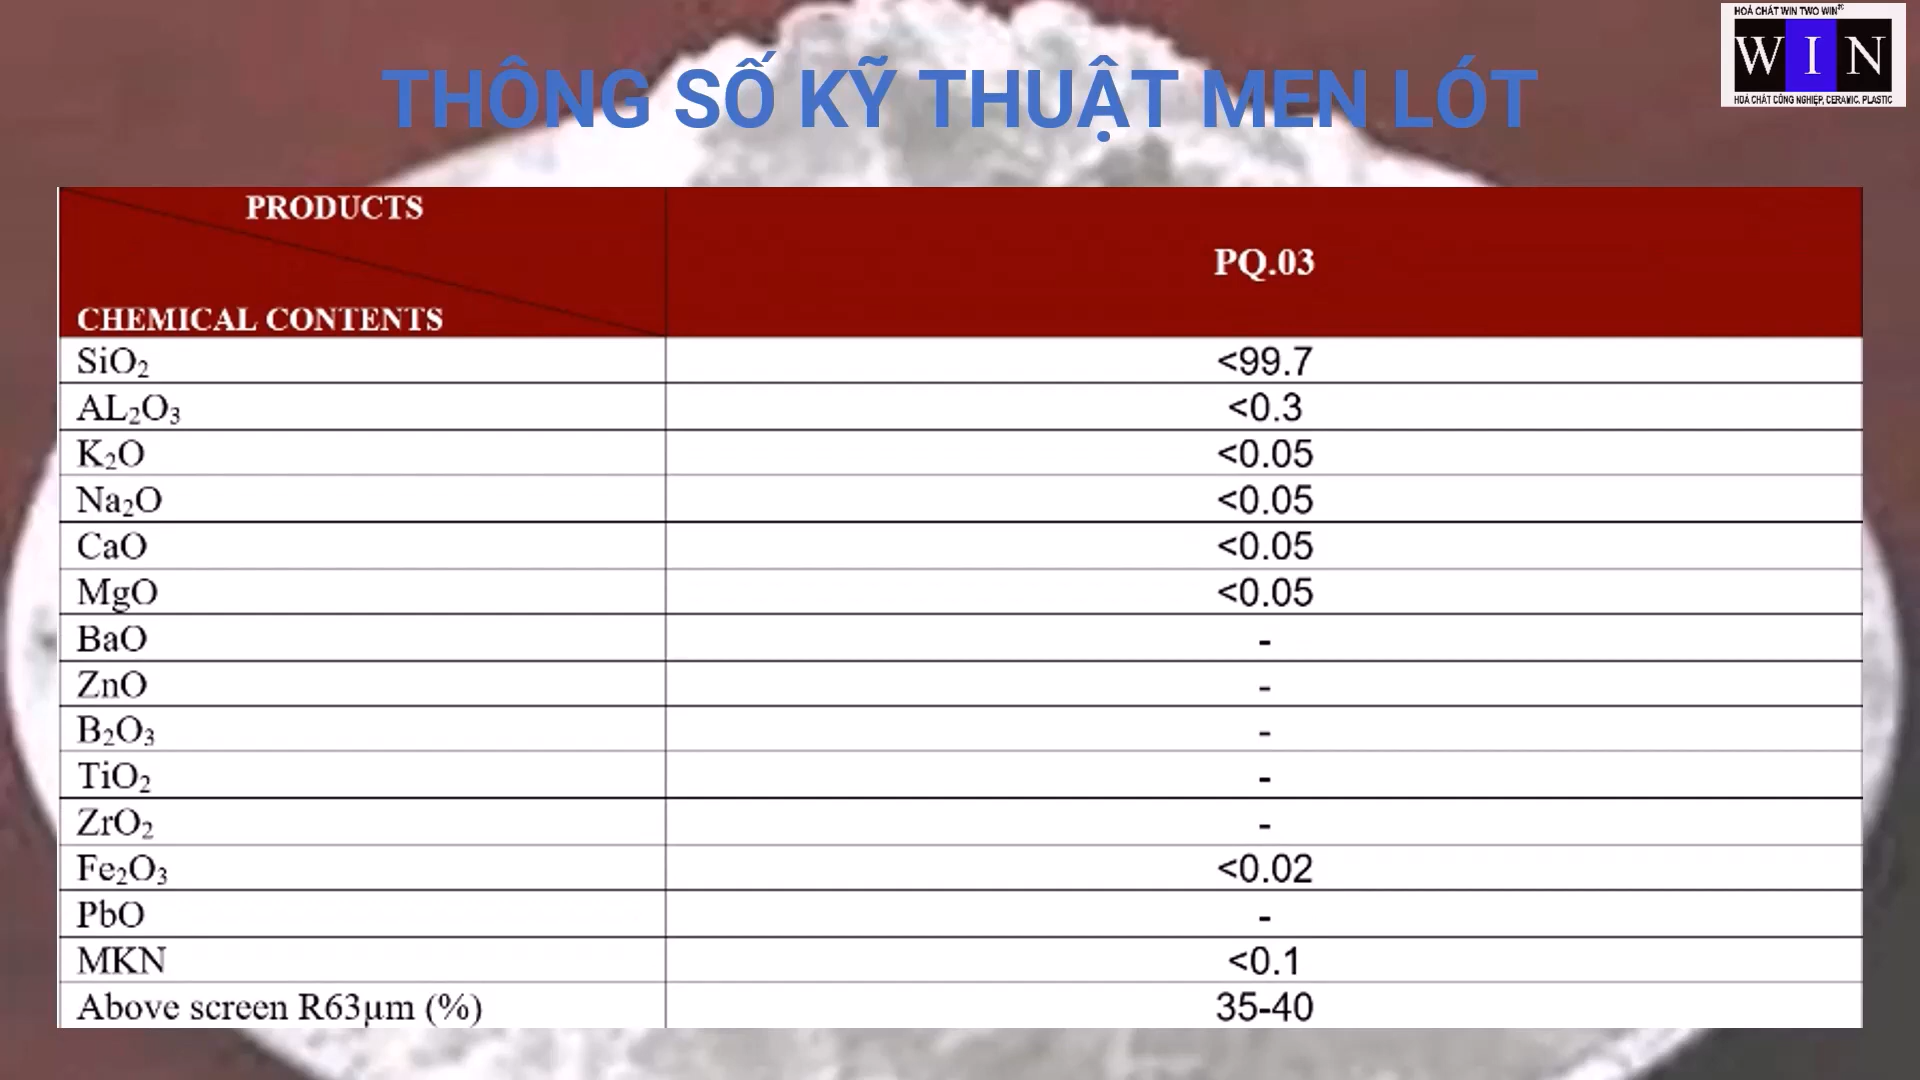 HOÁ CHẤT WIN TWO WIN
WIN
HOÁ CHẤT CÔNG NGHIỆP, CERAMIC, PLASTIC
THÔNG SỐ KỸ THUẬT MEN LÓT
PRODUCTS
CHEMICAL CONTENTS
PQ.03
SiO₂ <99.7
AL₂O₃ <0.3
K₂O <0.05
Na₂O <0.05
CaO <0.05
MgO <0.05
BaO -
ZnO -
B₂O₃ -
TiO₂ -
ZrO₂ -
Fe₂O₃ <0.02
PbO -
MKN <0.1
Above screen R63µm (%) 35-40